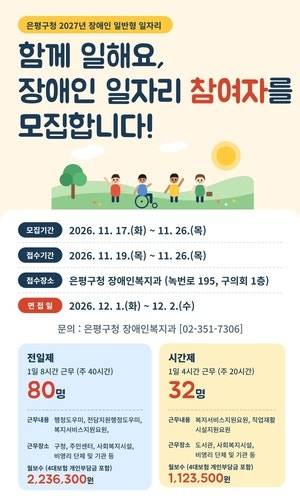 은평구청 2027년 장애인 일반형 일자리
함께 일해요,
장애인 일자리 참여자를
모집합니다!
모집기간 2026. 11. 17.(화) ~ 11. 26.(목)
접수기간 2026. 11. 19.(목) ~ 11. 26.(목)
접수장소 은평구청 장애인복지과 (녹번로 195, 구의회 1층)
면 접 일 2026. 12. 1.(화) ~ 12. 2.(수)
문의 : 은평구청 장애인복지과 [02-351-7306]
전일제
1일 8시간 근무 (주 40시간)
80명
근무내용 행정도우미, 전담지원행정도우미,
복지서비스지원요원,
근무장소 구청, 주민센터, 사회복지시설,
비영리 단체 및 기관 등
월보수 (4대보험 개인부담금 포함)
2,236,300원
시간제
1일 4시간 근무 (주 20시간)
32명
근무내용 복지서비스지원요원, 직업재활
시설지원요원
근무장소 도서관, 사회복지시설,
비영리 단체 및 기관 등
월보수 (4대보험 개인부담금 포함)
1,123,500원